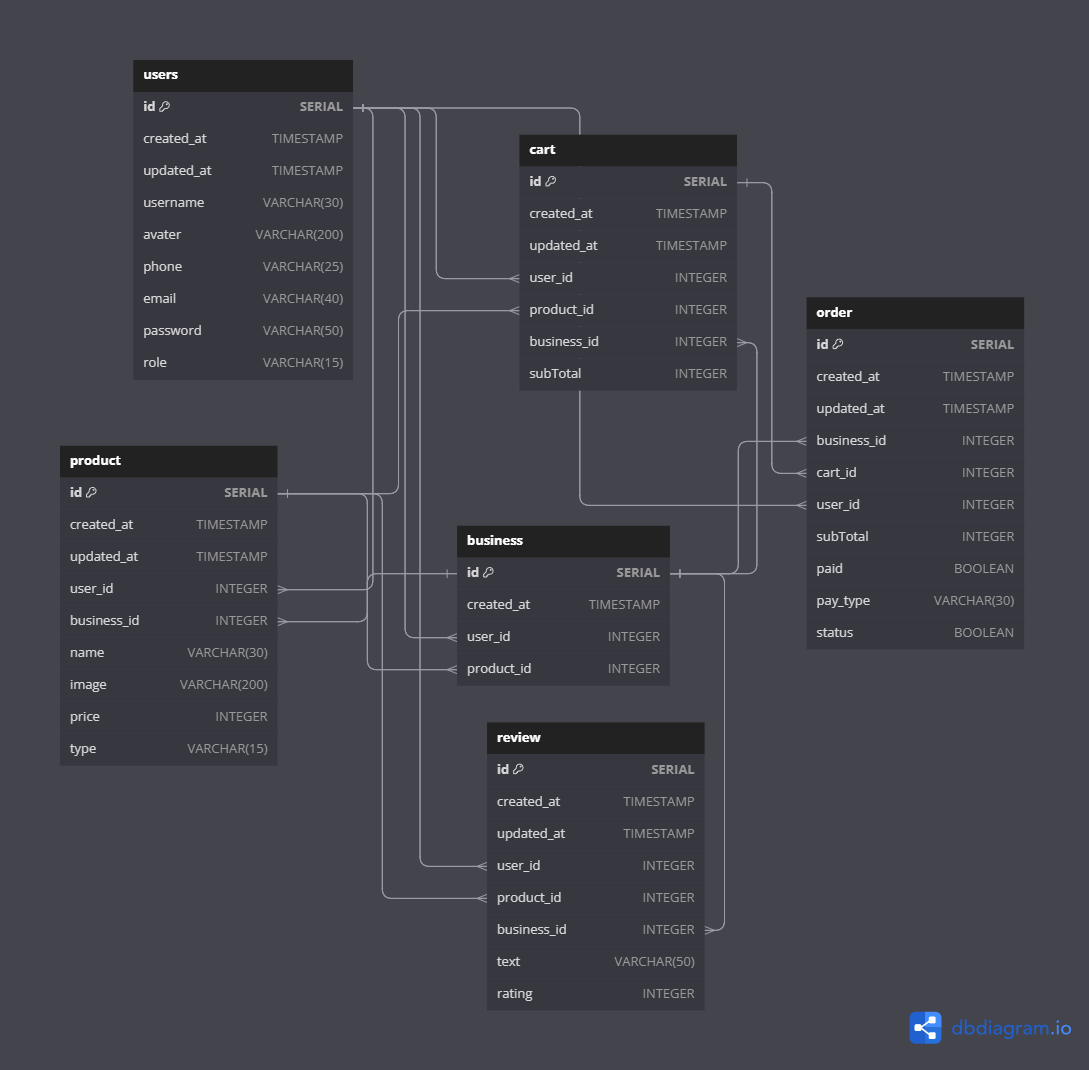 users
id SERIAL
created_at TIMESTAMP
updated_at TIMESTAMP
username VARCHAR(30)
avater VARCHAR(200)
phone VARCHAR(25)
email VARCHAR(40)
password VARCHAR(50)
role VARCHAR(15)
cart
id SERIAL
created_at TIMESTAMP
updated_at TIMESTAMP
user_id INTEGER
product_id INTEGER
business_id INTEGER
subTotal INTEGER
order
id SERIAL
created_at TIMESTAMP
updated_at TIMESTAMP
business_id INTEGER
cart_id INTEGER
user_id INTEGER
subTotal INTEGER
paid BOOLEAN
pay_type VARCHAR(30)
status BOOLEAN
product
id SERIAL
created_at TIMESTAMP
updated_at TIMESTAMP
user_id INTEGER
business_id INTEGER
name VARCHAR(30)
image VARCHAR(200)
price INTEGER
type VARCHAR(15)
business
id SERIAL
created_at TIMESTAMP
user_id INTEGER
product_id INTEGER
review
id SERIAL
created_at TIMESTAMP
updated_at TIMESTAMP
user_id INTEGER
product_id INTEGER
business_id INTEGER
text VARCHAR(50)
rating INTEGER
dbdiagram.io